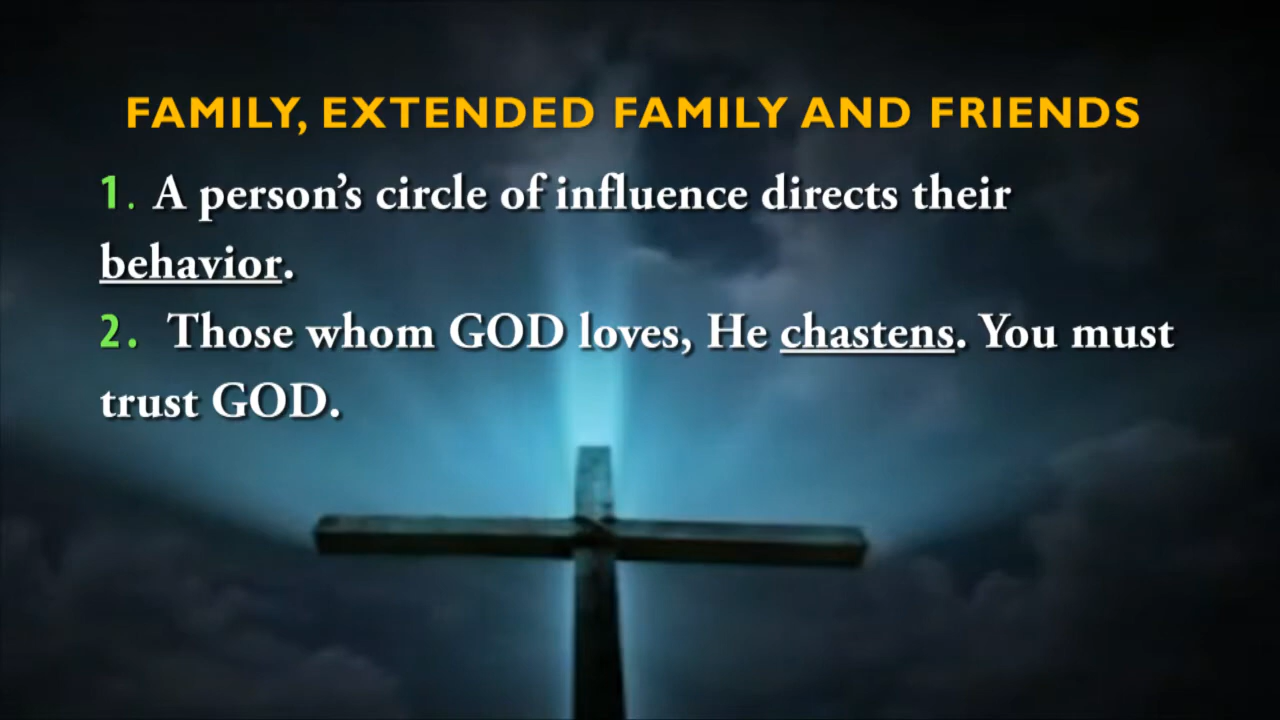 FAMILY, EXTENDED FAMILY AND FRIENDS
1. A person's circle of influence directs their
behavior.
2. Those whom GOD loves, He chastens. You must
trust GOD.